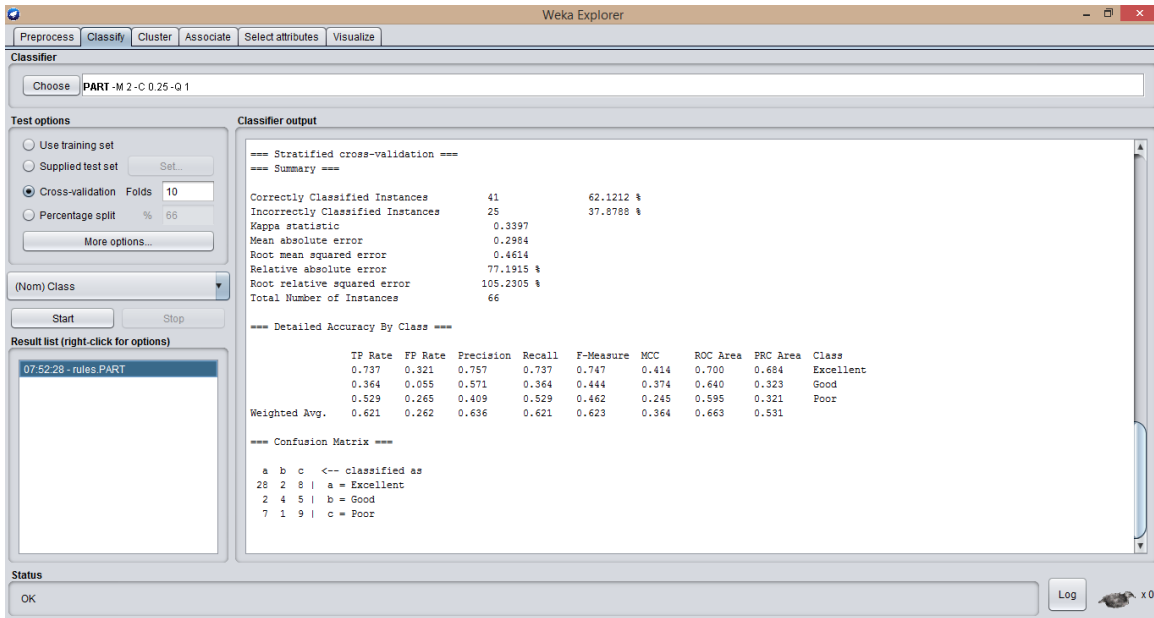 Weka Explorer
Preprocess Classify Cluster Associate Select attributes Visualize
Classifier
Choose PART -M 2 -C 0.25 -Q 1
Test options
Use training set
Supplied test set Set...
Cross-validation Folds 10
Percentage split % 66
More options...
(Nom) Class
Start Stop
Result list (right-click for options)
07:52:28 - rules.PART
Classifier output
=== Stratified cross-validation ===
=== Summary ===
Correctly Classified Instances 41 62.1212 %
Incorrectly Classified Instances 25 37.8788 %
Kappa statistic 0.3397
Mean absolute error 0.2984
Root mean squared error 0.4614
Relative absolute error 77.1915 %
Root relative squared error 105.2305 %
Total Number of Instances 66
=== Detailed Accuracy By Class ===
TP Rate FP Rate Precision Recall F-Measure MCC ROC Area PRC Area Class
0.737 0.321 0.757 0.737 0.747 0.414 0.700 0.684 Excellent
0.364 0.055 0.571 0.364 0.444 0.374 0.640 0.323 Good
0.529 0.265 0.409 0.529 0.462 0.245 0.595 0.321 Poor
Weighted Avg. 0.621 0.262 0.636 0.621 0.623 0.364 0.663 0.531
=== Confusion Matrix ===
a b c <-- classified as
28 2 8 | a = Excellent
2 4 5 | b = Good
7 1 9 | c = Poor
Status
OK
Log
x 0